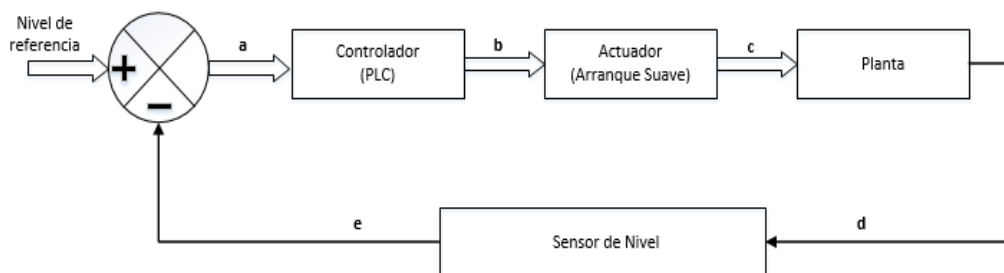 Nivel de
referencia
+
−
a
Controlador
(PLC)
b
Actuador
(Arranque Suave)
c
Planta
e
Sensor de Nivel
d